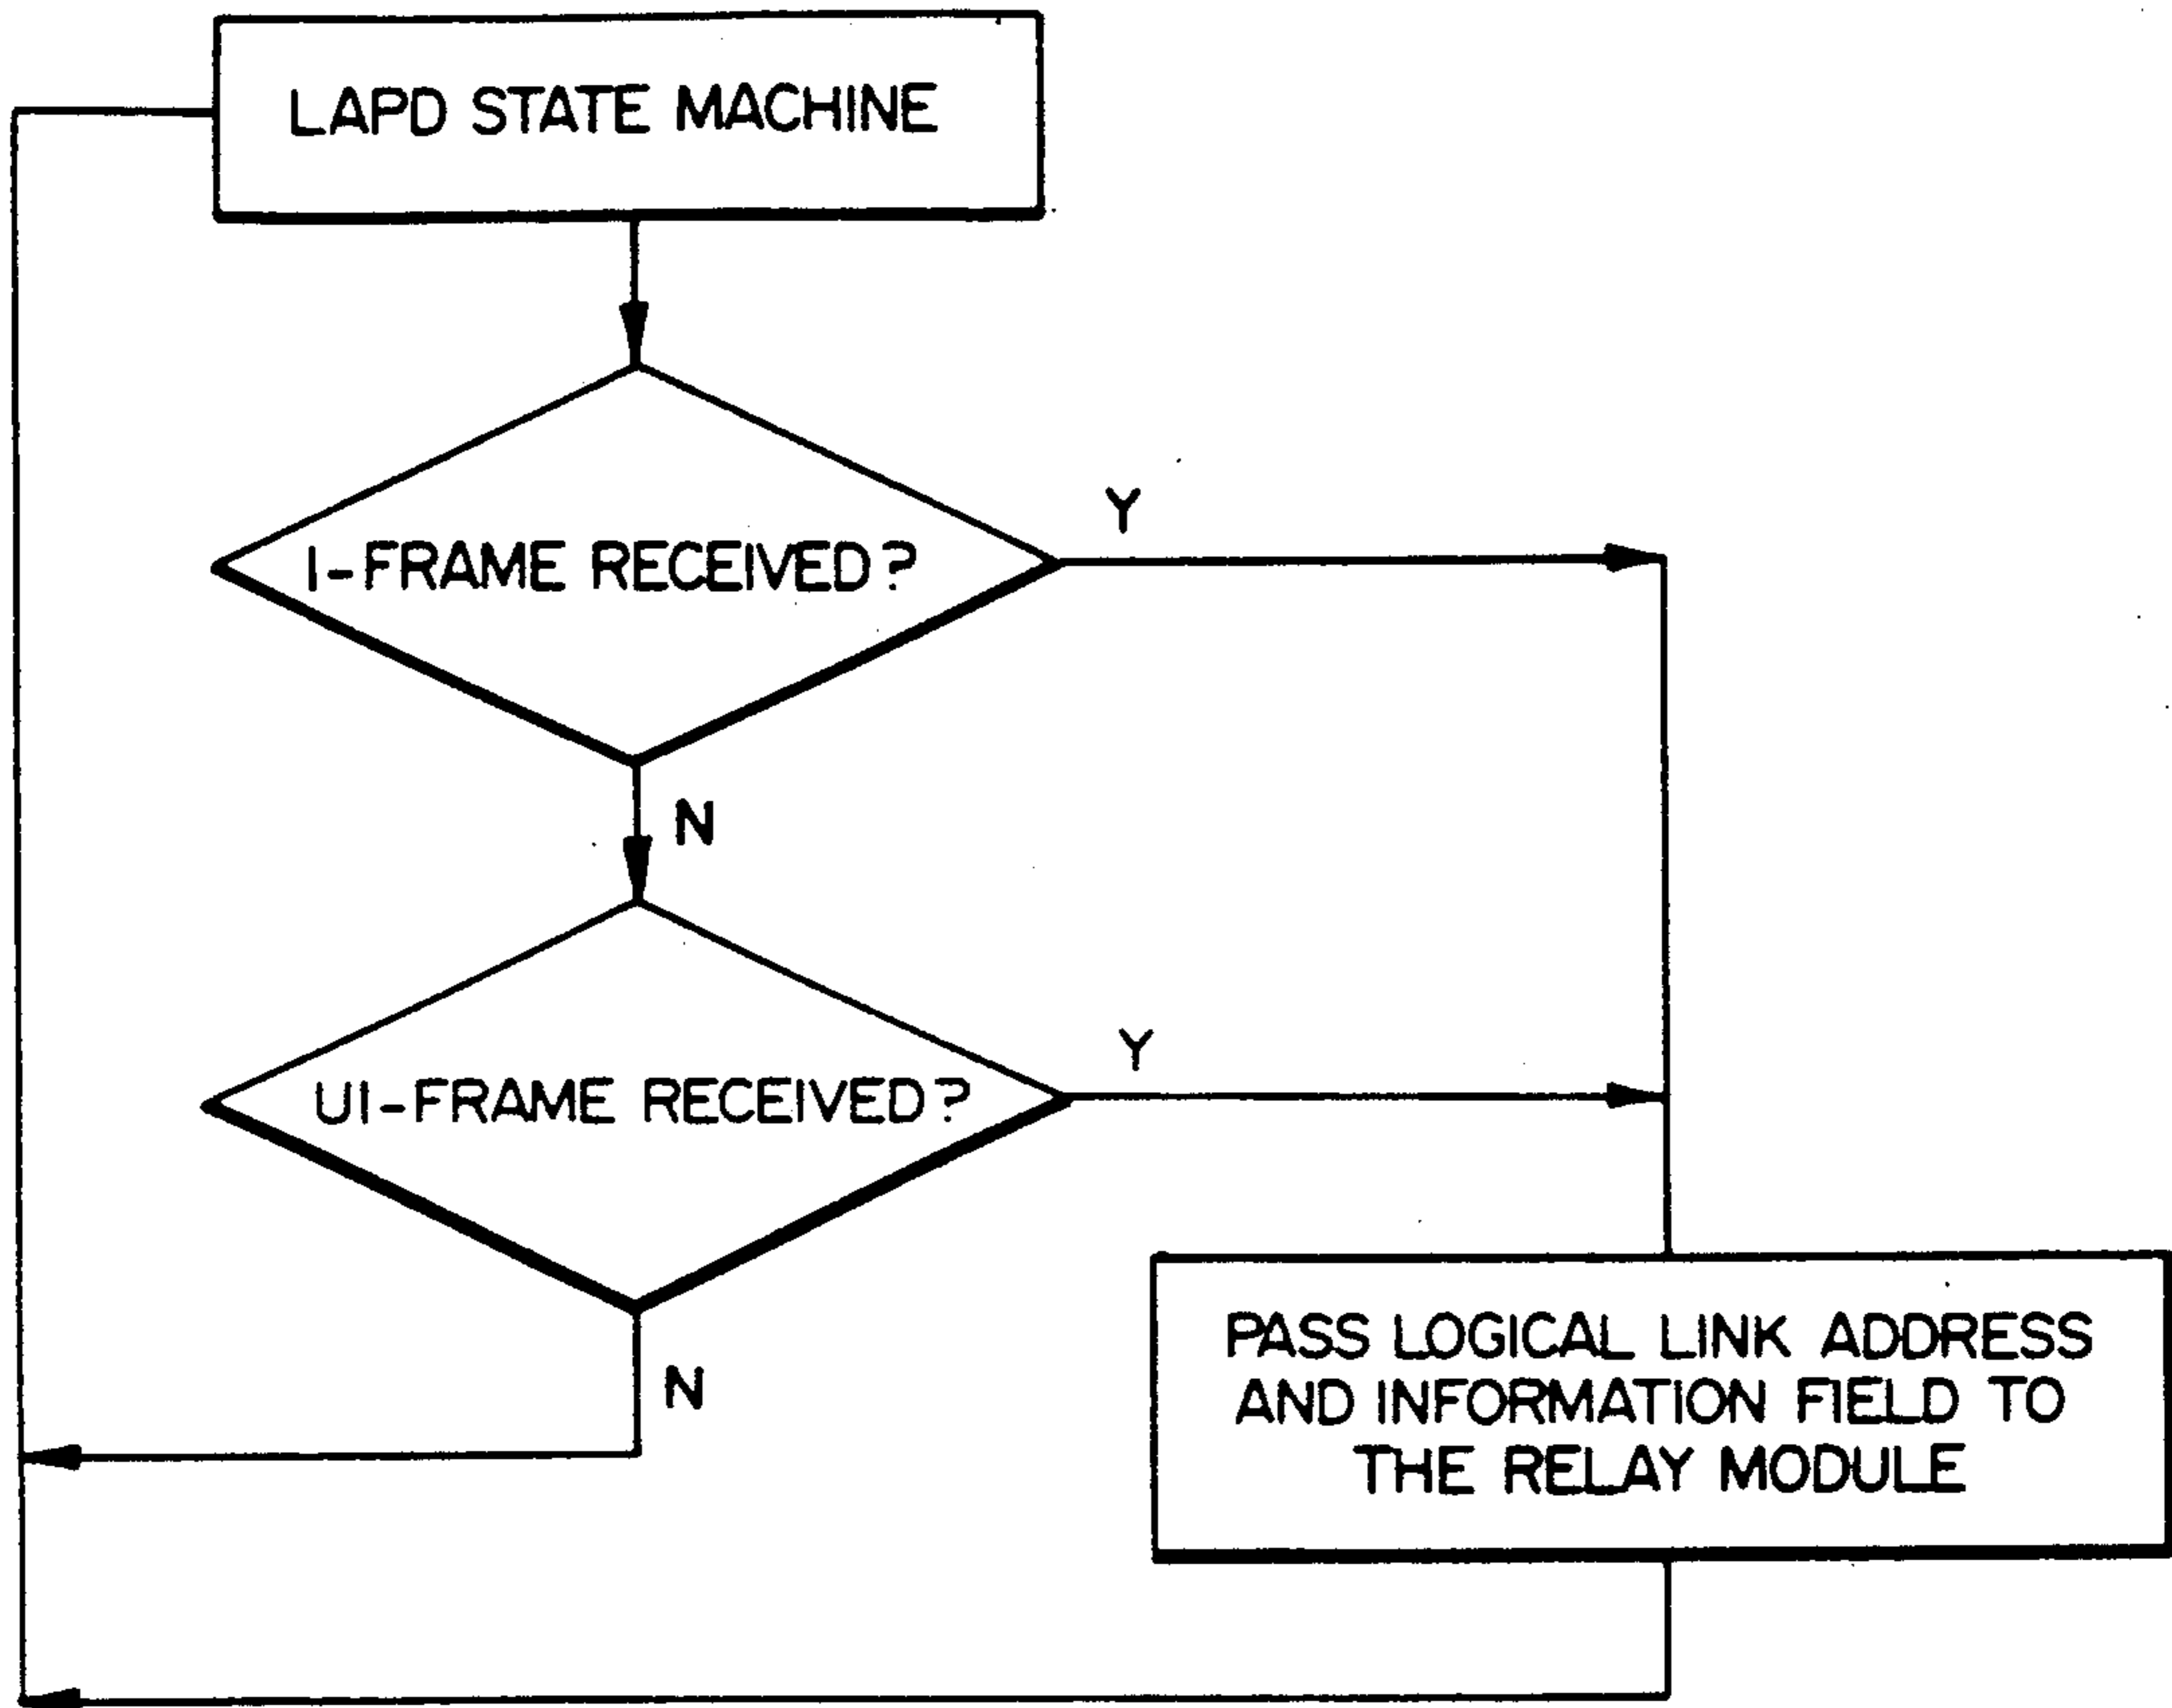 LAPD STATE MACHINE
I-FRAME RECEIVED?
Y
N
UI-FRAME RECEIVED?
Y
N
PASS LOGICAL LINK ADDRESS
AND INFORMATION FIELD TO
THE RELAY MODULE